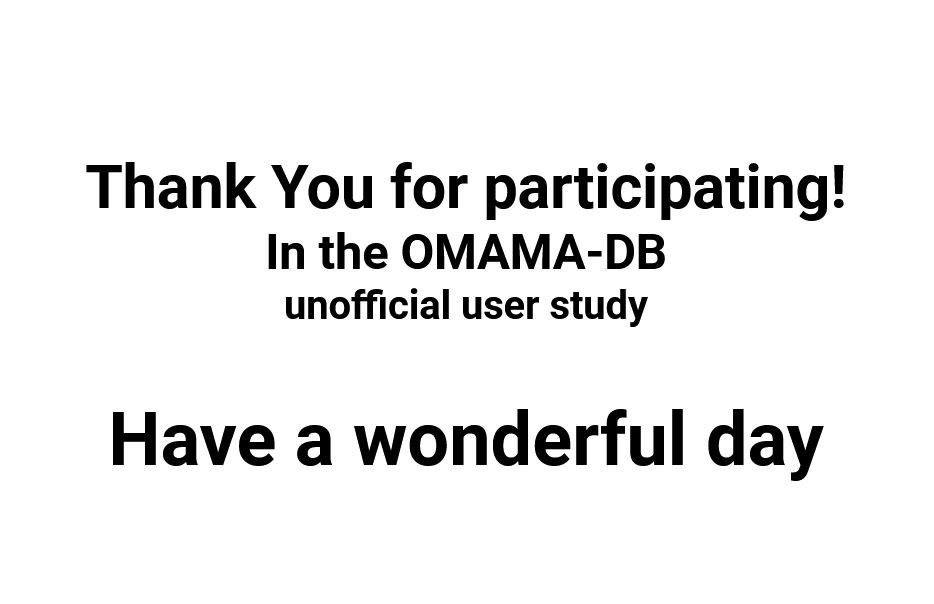 Thank You for participating!
In the OMAMA-DB
unofficial user study
Have a wonderful day